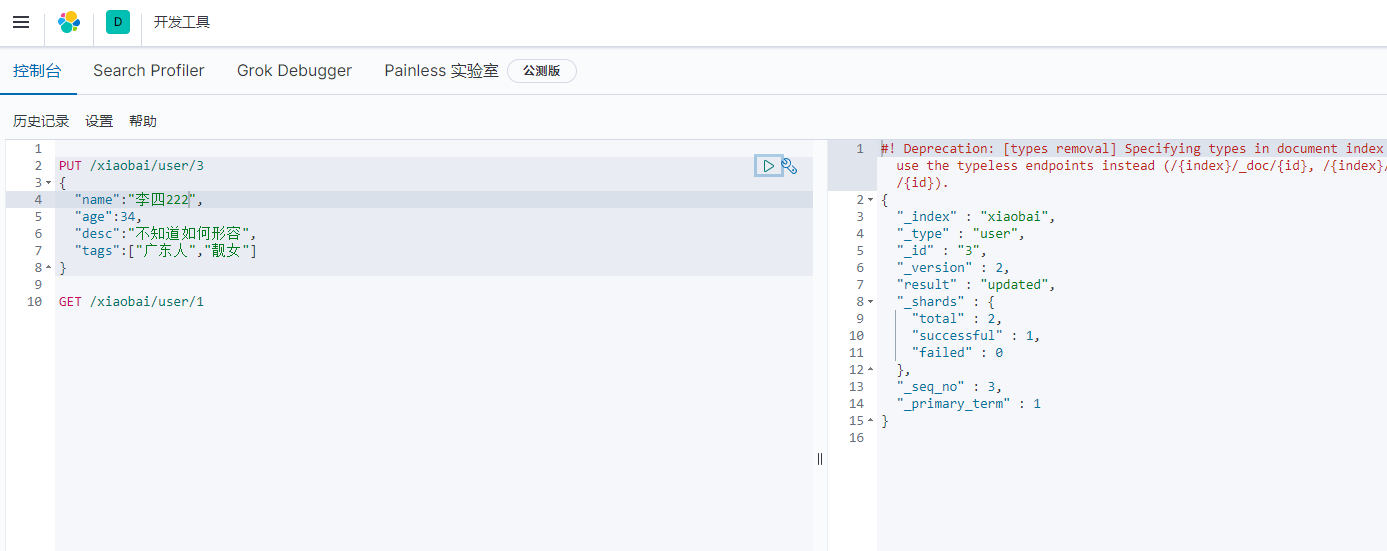 D 开发工具
控制台 Search Profiler Grok Debugger Painless 实验室 公测版
历史记录 设置 帮助
1
2 PUT /xiaobai/user/3
3 {
4 "name":"李四222",
5 "age":34,
6 "desc":"不知道如何形容",
7 "tags":["广东人","靓女"]
8 }
9
10 GET /xiaobai/user/1
1 #! Deprecation: [types removal] Specifying types in document index
use the typeless endpoints instead (/{index}/_doc/{id}, /{index}/
/{id}).
2 {
3 "_index" : "xiaobai",
4 "_type" : "user",
5 "_id" : "3",
6 "_version" : 2,
7 "result" : "updated",
8 "_shards" : {
9 "total" : 2,
10 "successful" : 1,
11 "failed" : 0
12 },
13 "_seq_no" : 3,
14 "_primary_term" : 1
15 }
16